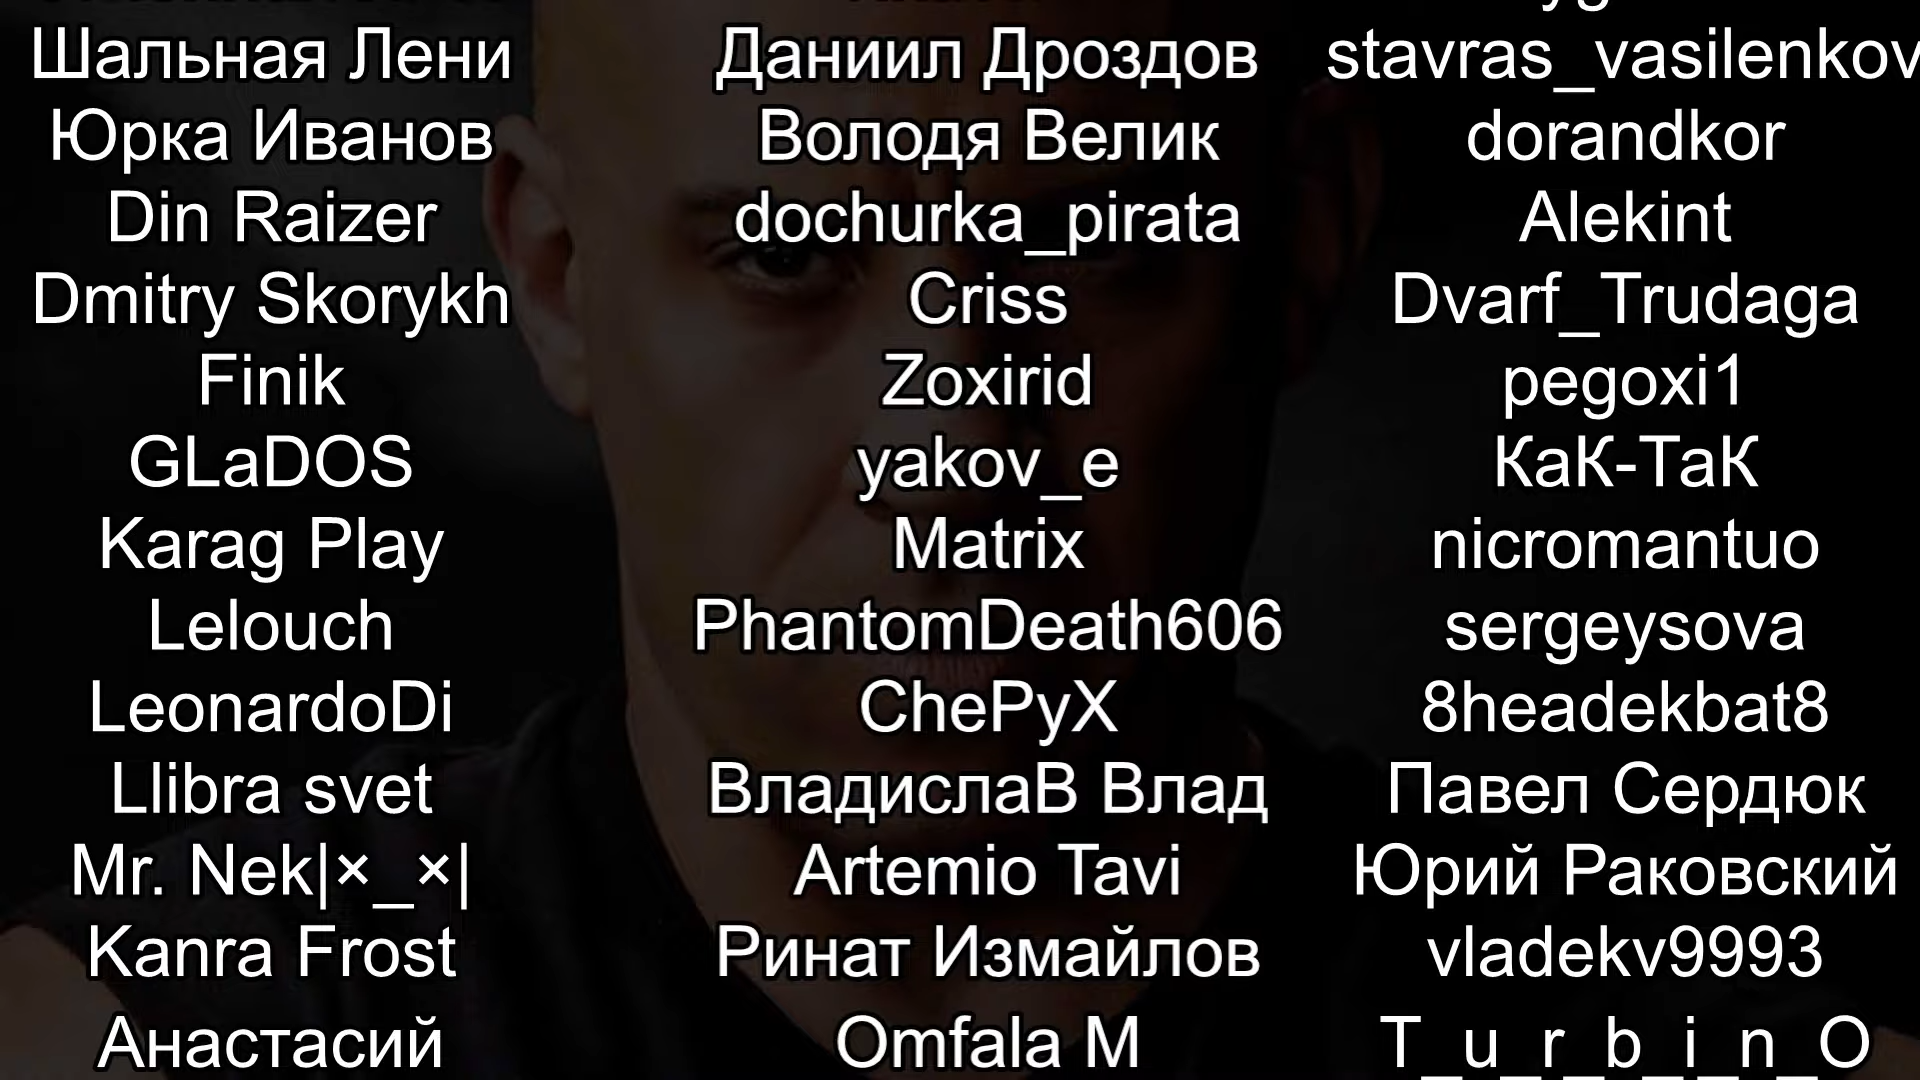 Шальная Лени
Даниил Дроздов
stavras_vasilenkov
Юрка Иванов
Володя Велик
dorandkor
Din Raizer
dochurka_pirata
Alekint
Dmitry Skorykh
Criss
Dvarf_Trudaga
Finik
Zoxirid
pegoxi1
GLaDOS
yakov_e
КаК-ТаК
Karag Play
Matrix
nicromantuo
Lelouch
PhantomDeath606
sergeysova
LeonardoDi
ChePyX
8headekbat8
Llibra svet
ВладислаВ Влад
Павел Сердюк
Mr. Nek|×_×|
Artemio Tavi
Юрий Раковский
Kanra Frost
Ринат Измайлов
vladekv9993
Анастасий
Omfala M
T_u_r_b_i_n_O